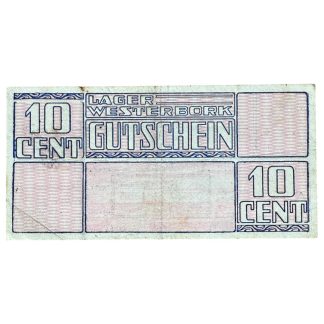 10
CENT
LAGER
WESTERBORK
GUTSCHEIN
10
CENT